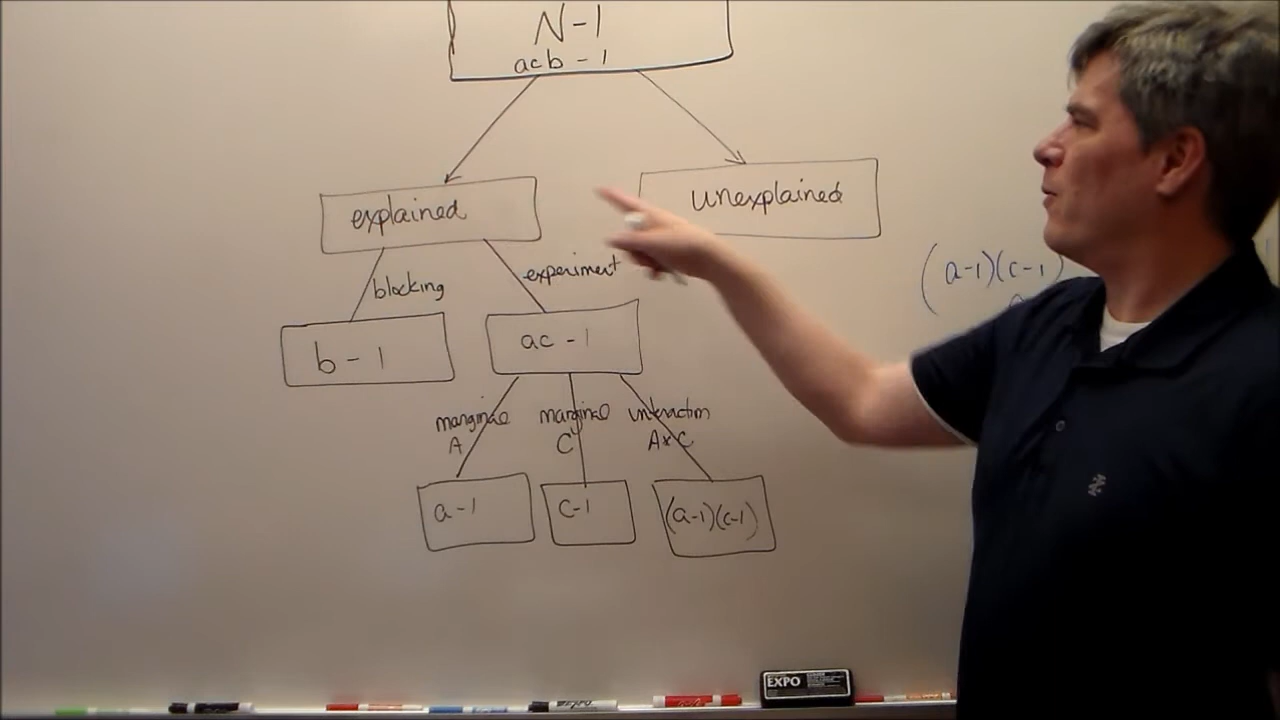 N-1
acb - 1
explained
unexplained
blocking
experiment
(a-1)(c-1)
b - 1
ac - 1
marginal
A
marginal
C
interaction
A*C
a-1
c-1
(a-1)(c-1)
EXPO